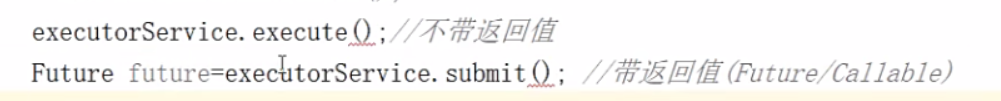 executorService.execute();//不带返回值
Future future=executorService.submit(); //带返回值(Future/Callable)